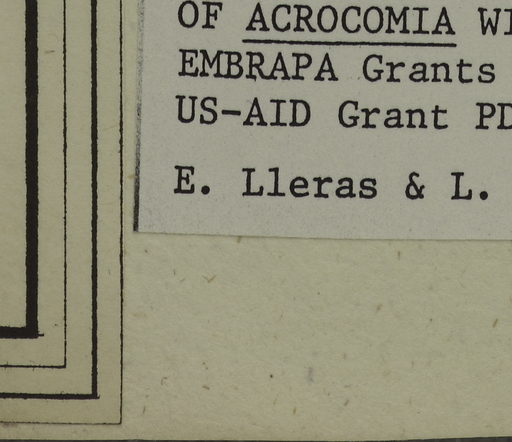 OF ACROCOMIA
EMBRAPA Grants
US-AID Grant PD
E. Lleras & L.